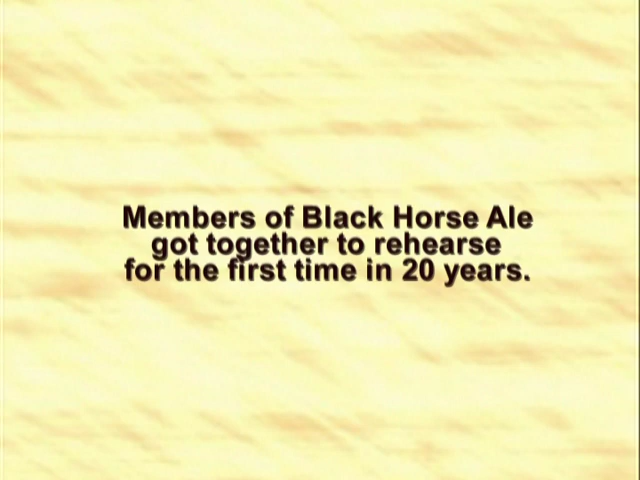 Members of Black Horse Ale
got together to rehearse
for the first time in 20 years.